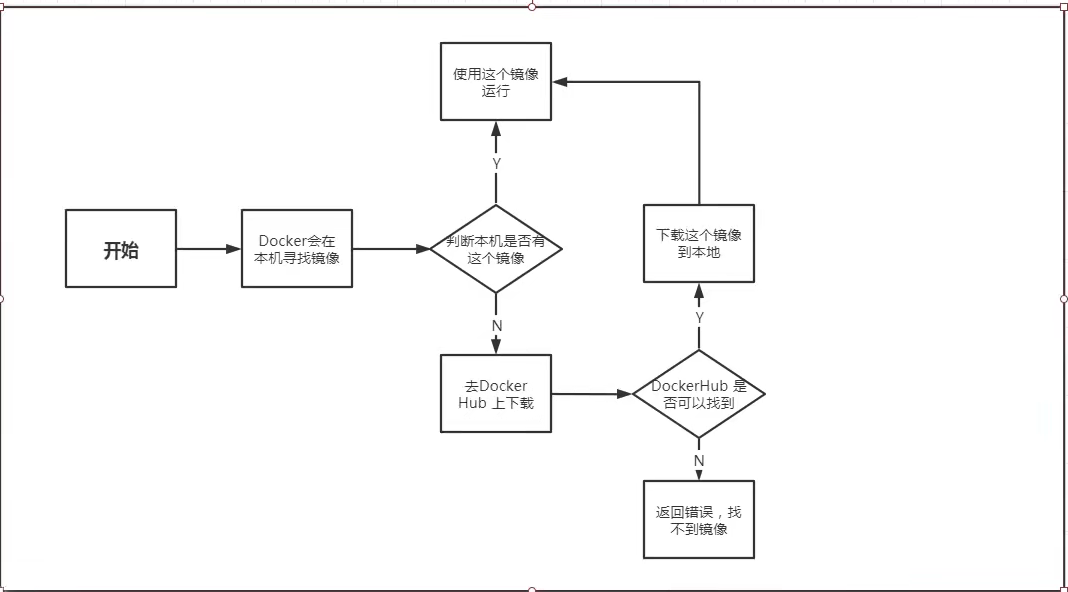 使用这个镜像
运行
Y
开始
Docker会在
本机寻找镜像
判断本机是否有
这个镜像
下载这个镜像
到本地
N
Y
去Docker
Hub 上下载
DockerHub 是
否可以找到
N
返回错误，找
不到镜像